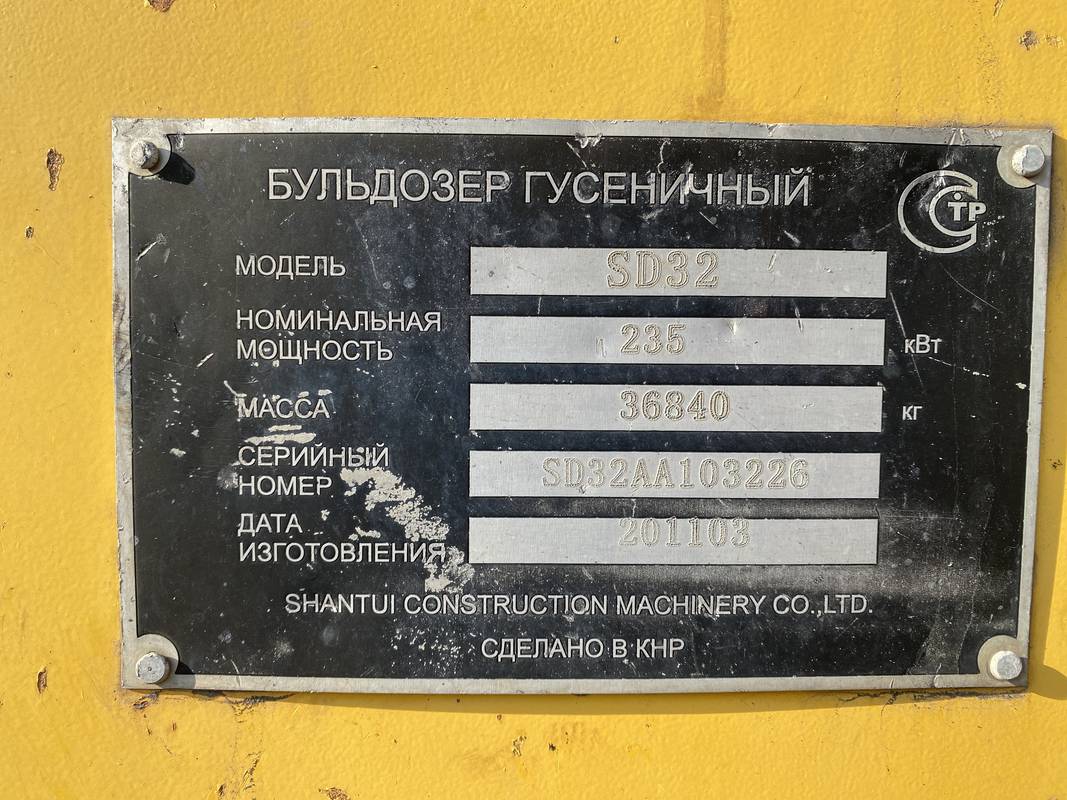 БУЛЬДОЗЕР ГУСЕНИЧНЫЙ
ТР
МОДЕЛЬ SD32
НОМИНАЛЬНАЯ
МОЩНОСТЬ 235 кВт
МАССА 36840 кг
СЕРИЙНЫЙ
НОМЕР SD32AA103226
ДАТА
ИЗГОТОВЛЕНИЯ 201103
SHANTUI CONSTRUCTION MACHINERY CO.,LTD.
СДЕЛАНО В КНР